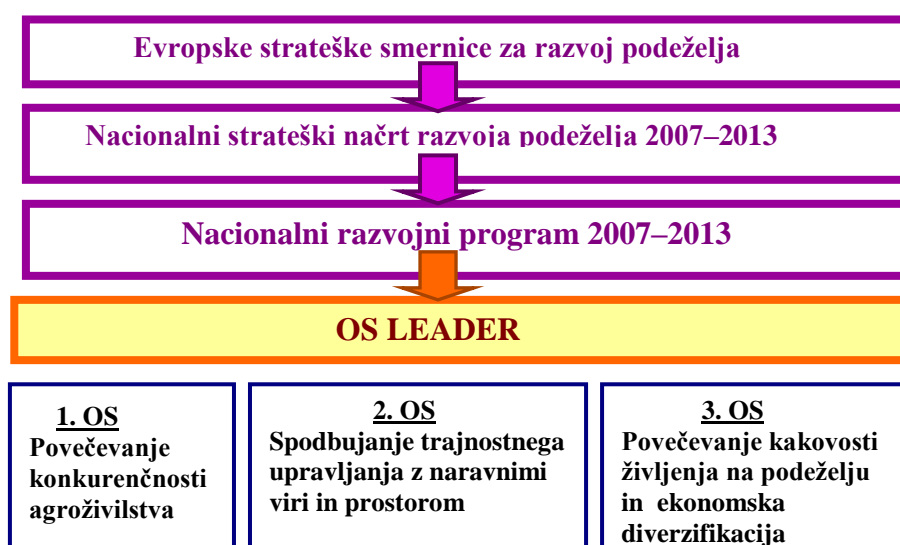 Evropske strateške smernice za razvoj podeželja
Nacionalni strateški načrt razvoja podeželja 2007–2013
Nacionalni razvojni program 2007–2013
OS LEADER
1. OS
Povečevanje
konkurenčnosti
agroživilstva
2. OS
Spodbujanje trajnostnega
upravljanja z naravnimi
viri in prostorom
3. OS
Povečevanje kakovosti
življenja na podeželju
in ekonomska
diverzifikacija